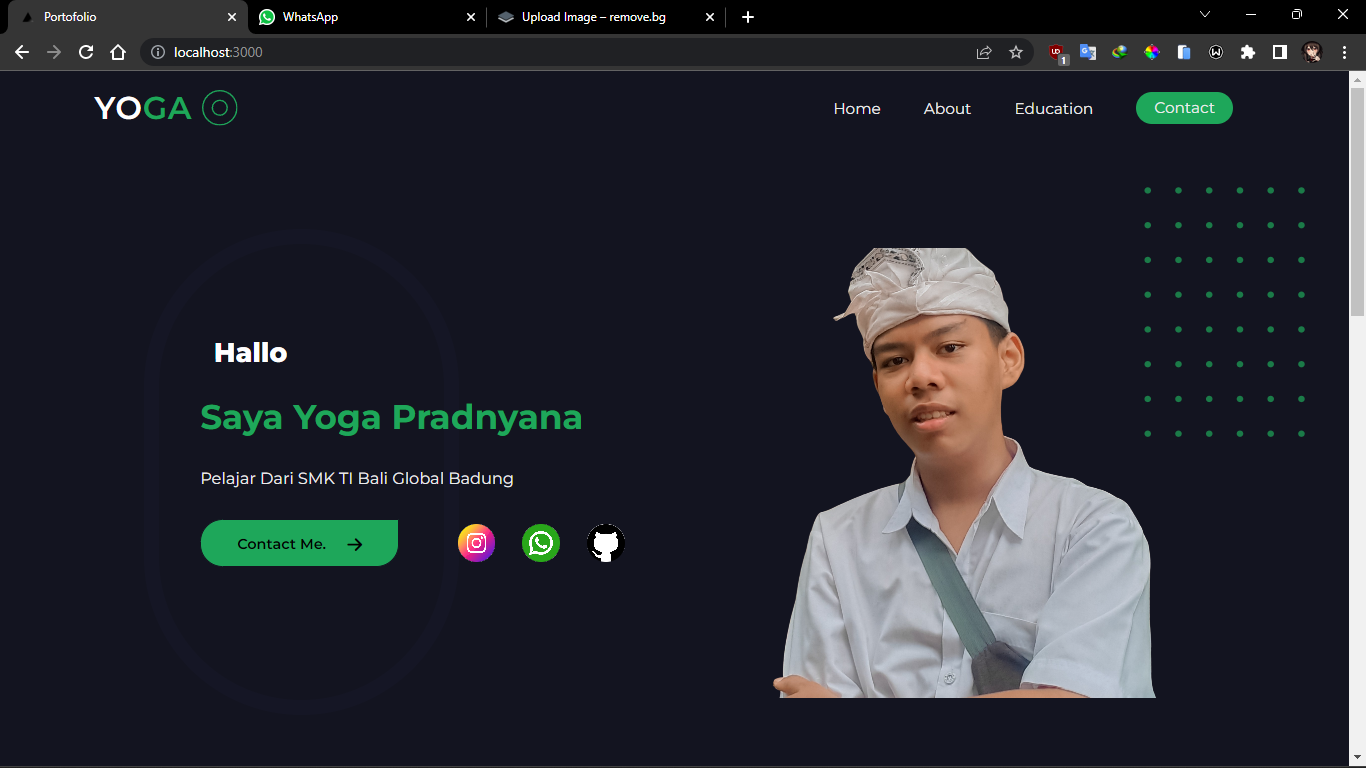 Portofolio
WhatsApp
Upload Image – remove.bg
localhost:3000
1
YOGA
Home
About
Education
Contact
Hallo
Saya Yoga Pradnyana
Pelajar Dari SMK TI Bali Global Badung
Contact Me.